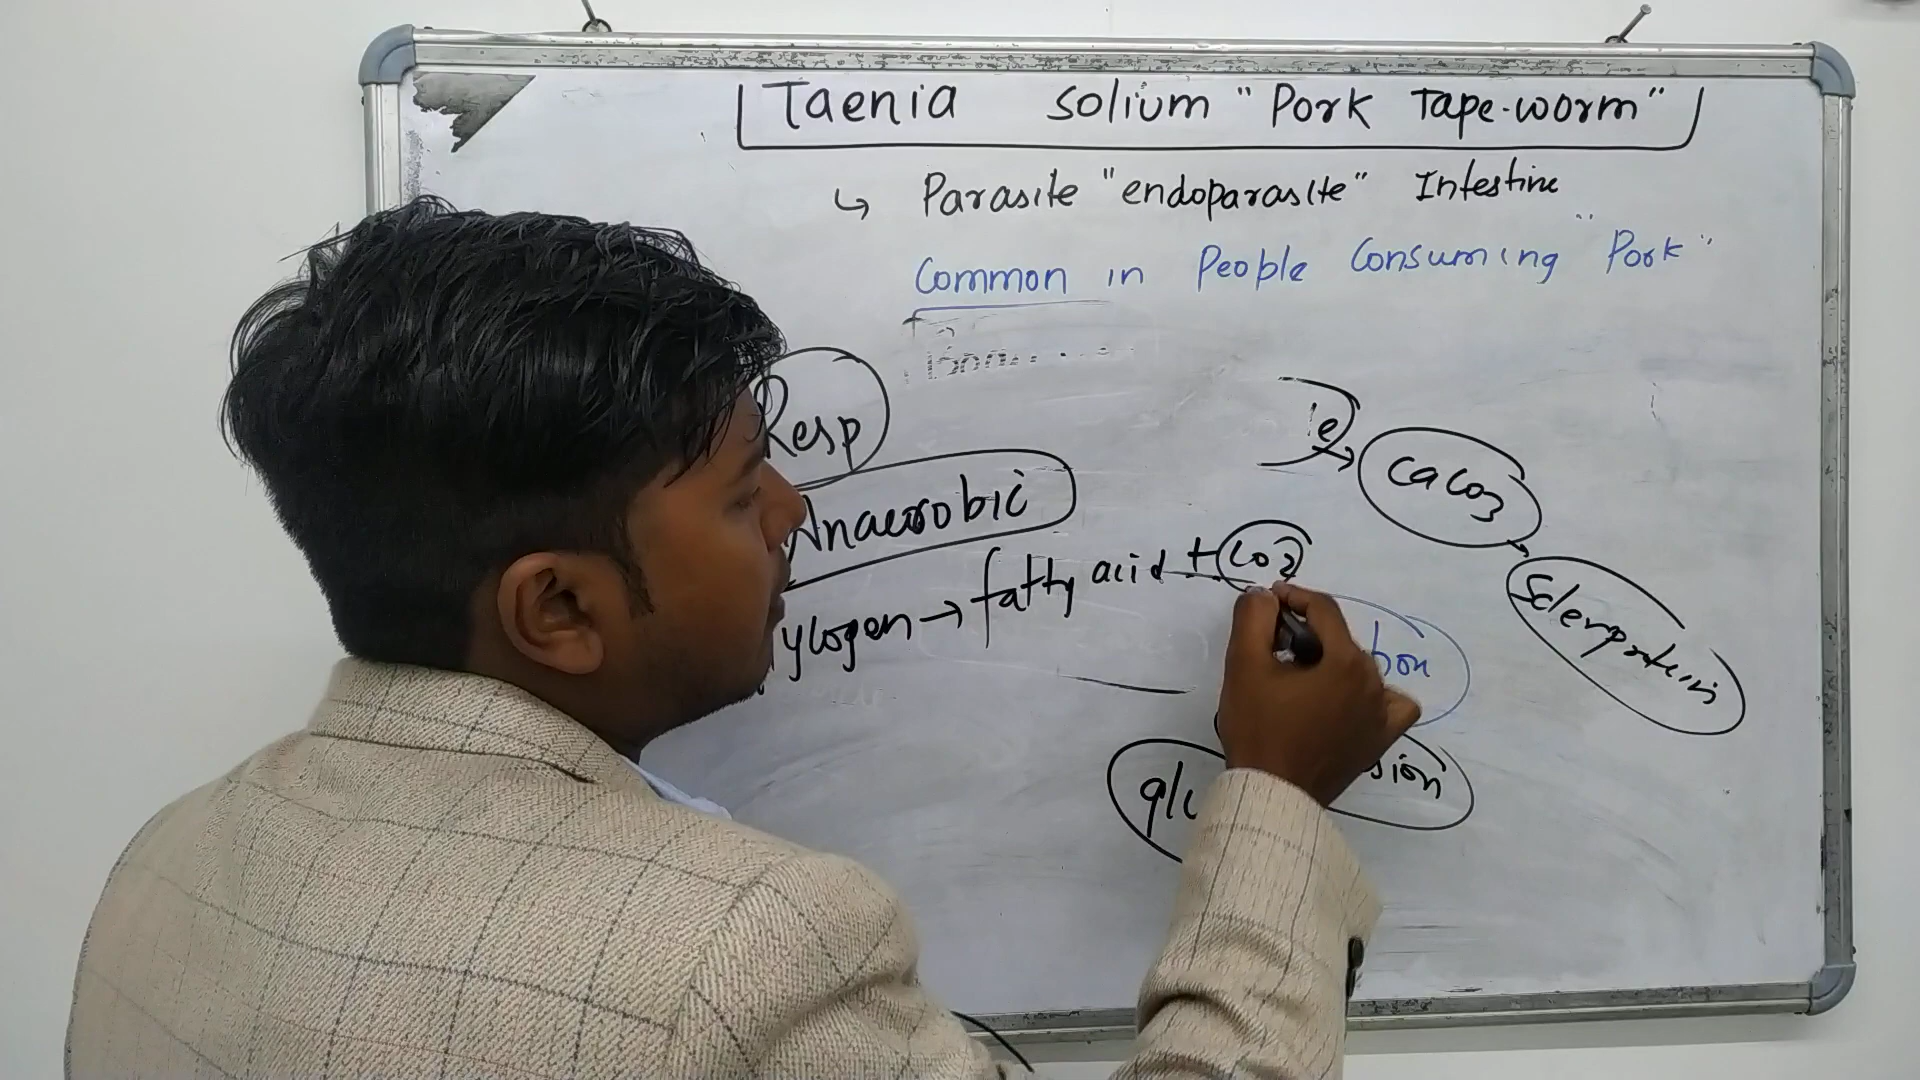 Taenia solium "Pork Tape-worm"
↳ Parasite "endoparasite" Intestine
Common in People Consuming "Pork"
Resp
Anaerobic
ylogen → fatty acid + CO2
CaCO3
Sclerprotein